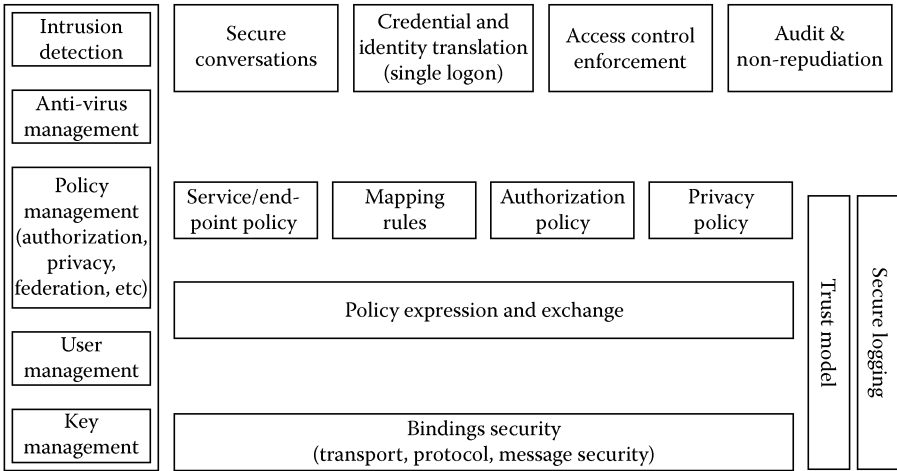 Intrusion
detection
Anti-virus
management
Policy
management
(authorization,
privacy,
federation, etc)
User
management
Key
management
Secure
conversations
Credential and
identity translation
(single logon)
Access control
enforcement
Audit &
non-repudiation
Service/end-
point policy
Mapping
rules
Authorization
policy
Privacy
policy
Policy expression and exchange
Bindings security
(transport, protocol, message security)
Trust model
Secure logging